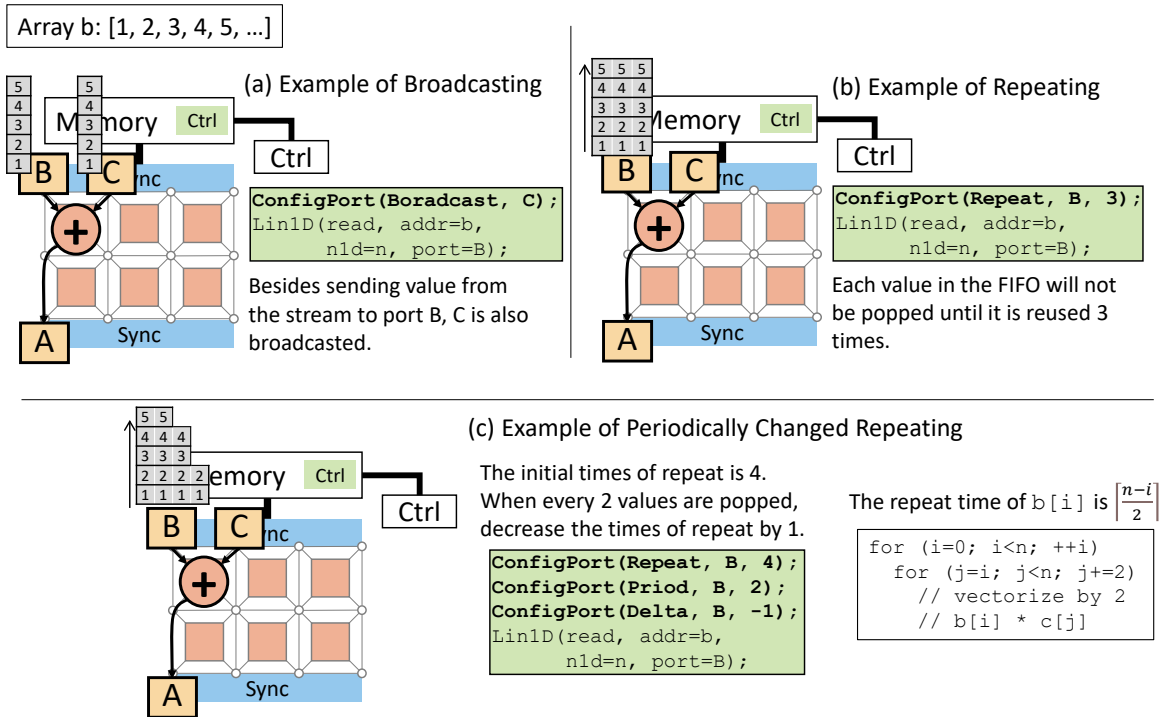 Array b: [1, 2, 3, 4, 5, …]
(a) Example of Broadcasting
5 5
4 4
3 3
2 2
1 1
Memory Ctrl
Ctrl
B C Sync
+
A Sync
ConfigPort(Boradcast, C);
Lin1D(read, addr=b,
n1d=n, port=B);
Besides sending value from
the stream to port B, C is also
broadcasted.
(b) Example of Repeating
5 5 5
4 4 4
3 3 3
2 2 2
1 1 1
Memory Ctrl
Ctrl
B C Sync
+
A Sync
ConfigPort(Repeat, B, 3);
Lin1D(read, addr=b,
n1d=n, port=B);
Each value in the FIFO will not
be popped until it is reused 3
times.
(c) Example of Periodically Changed Repeating
5 5
4 4 4
3 3 3
2 2 2 2
1 1 1 1
Memory Ctrl
Ctrl
B C Sync
+
A Sync
The initial times of repeat is 4.
When every 2 values are popped,
decrease the times of repeat by 1.
ConfigPort(Repeat, B, 4);
ConfigPort(Priod, B, 2);
ConfigPort(Delta, B, -1);
Lin1D(read, addr=b,
n1d=n, port=B);
The repeat time of b[i] is ⌈(n−i)/2⌉
for (i=0; i<n; ++i)
for (j=i; j<n; j+=2)
// vectorize by 2
// b[i] * c[j]